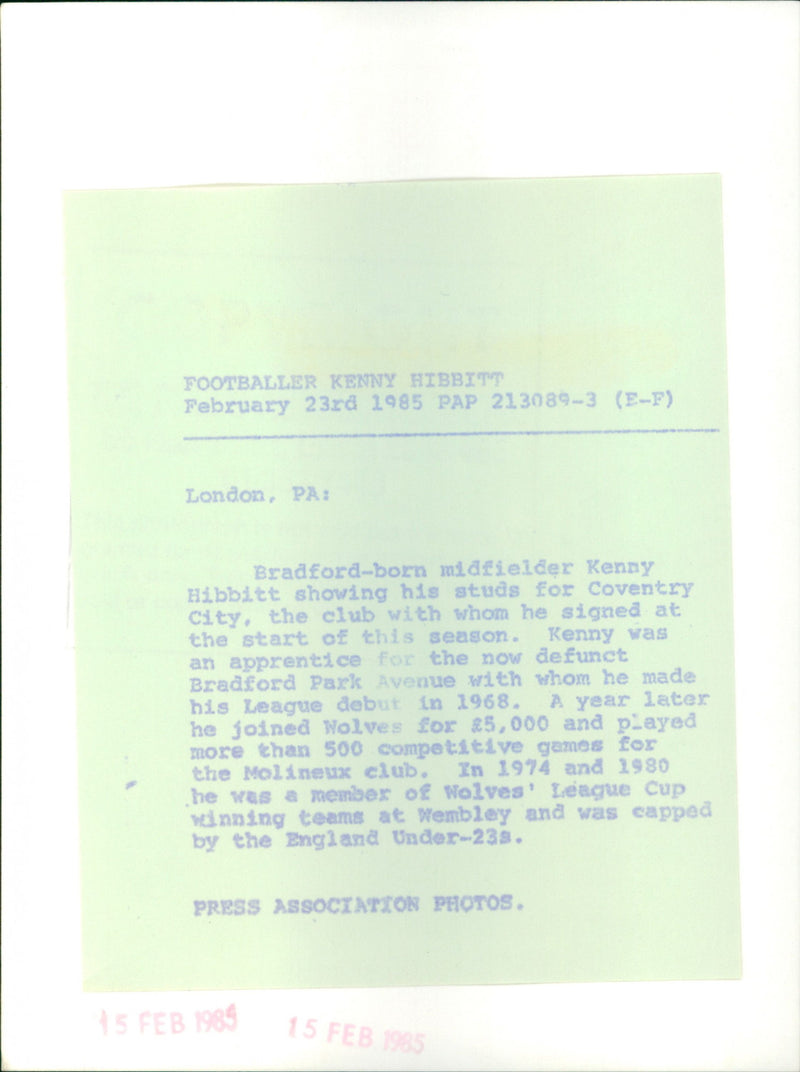 FOOTBALLER KENNY HIBBITT
February 23rd 1985 PAP 213089-3 (E-F)
London, PA:
Bradford-born midfielder Kenny
Hibbitt showing his studs for Coventry
City, the club with whom he signed at
the start of this season. Kenny was
an apprentice for the now defunct
Bradford Park Avenue with whom he made
his League debut in 1968. A year later
he joined Wolves for £5,000 and played
more than 500 competitive games for
the Molineux club. In 1974 and 1980
he was a member of Wolves' League Cup
winning teams at Wembley and was capped
by the England Under-23s.
PRESS ASSOCIATION PHOTOS.
15 FEB 1985
15 FEB 1985